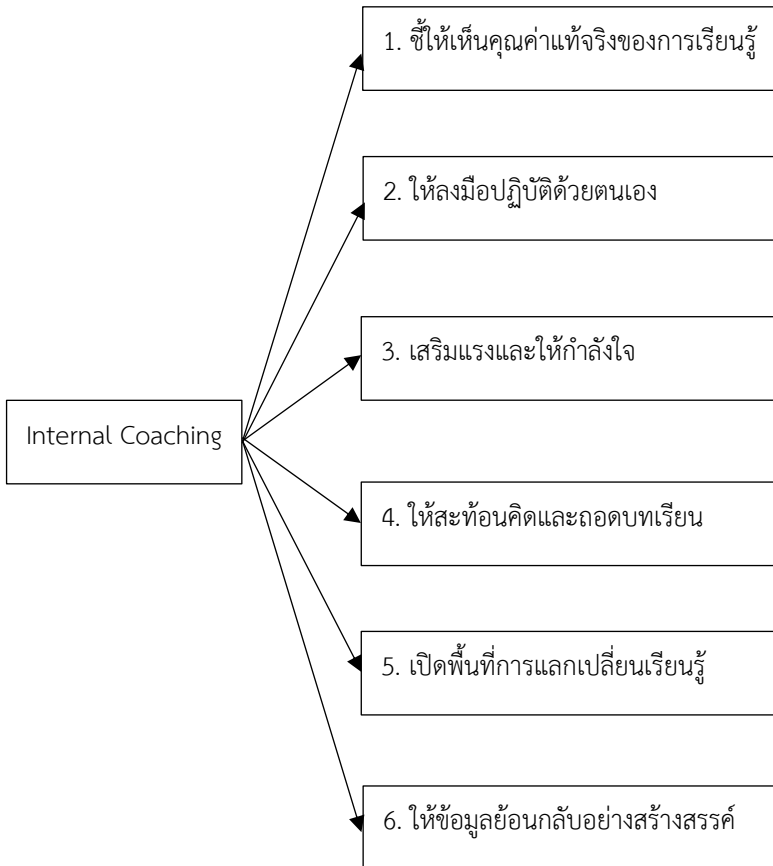 1. ชี้ให้เห็นคุณค่าแท้จริงของการเรียนรู้
2. ให้ลงมือปฏิบัติด้วยตนเอง
3. เสริมแรงและให้กำลังใจ
Internal Coaching
4. ให้สะท้อนคิดและถอดบทเรียน
5. เปิดพื้นที่การแลกเปลี่ยนเรียนรู้
6. ให้ข้อมูลย้อนกลับอย่างสร้างสรรค์